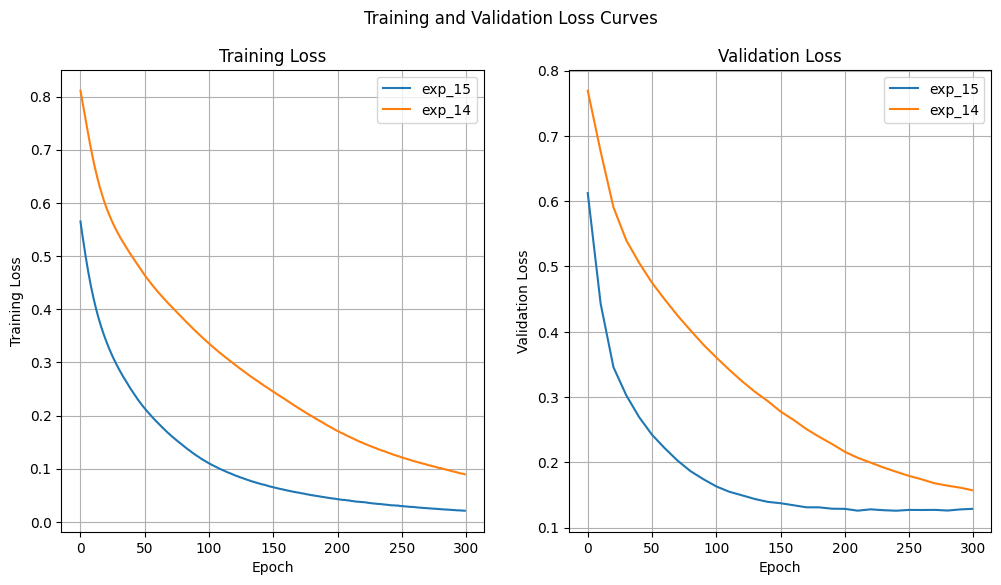 Training and Validation Loss Curves
Training Loss
exp_15
exp_14
Training Loss
0.8
0.7
0.6
0.5
0.4
0.3
0.2
0.1
0.0
0 50 100 150 200 250 300
Epoch
Validation Loss
exp_15
exp_14
Validation Loss
0.8
0.7
0.6
0.5
0.4
0.3
0.2
0.1
0 50 100 150 200 250 300
Epoch